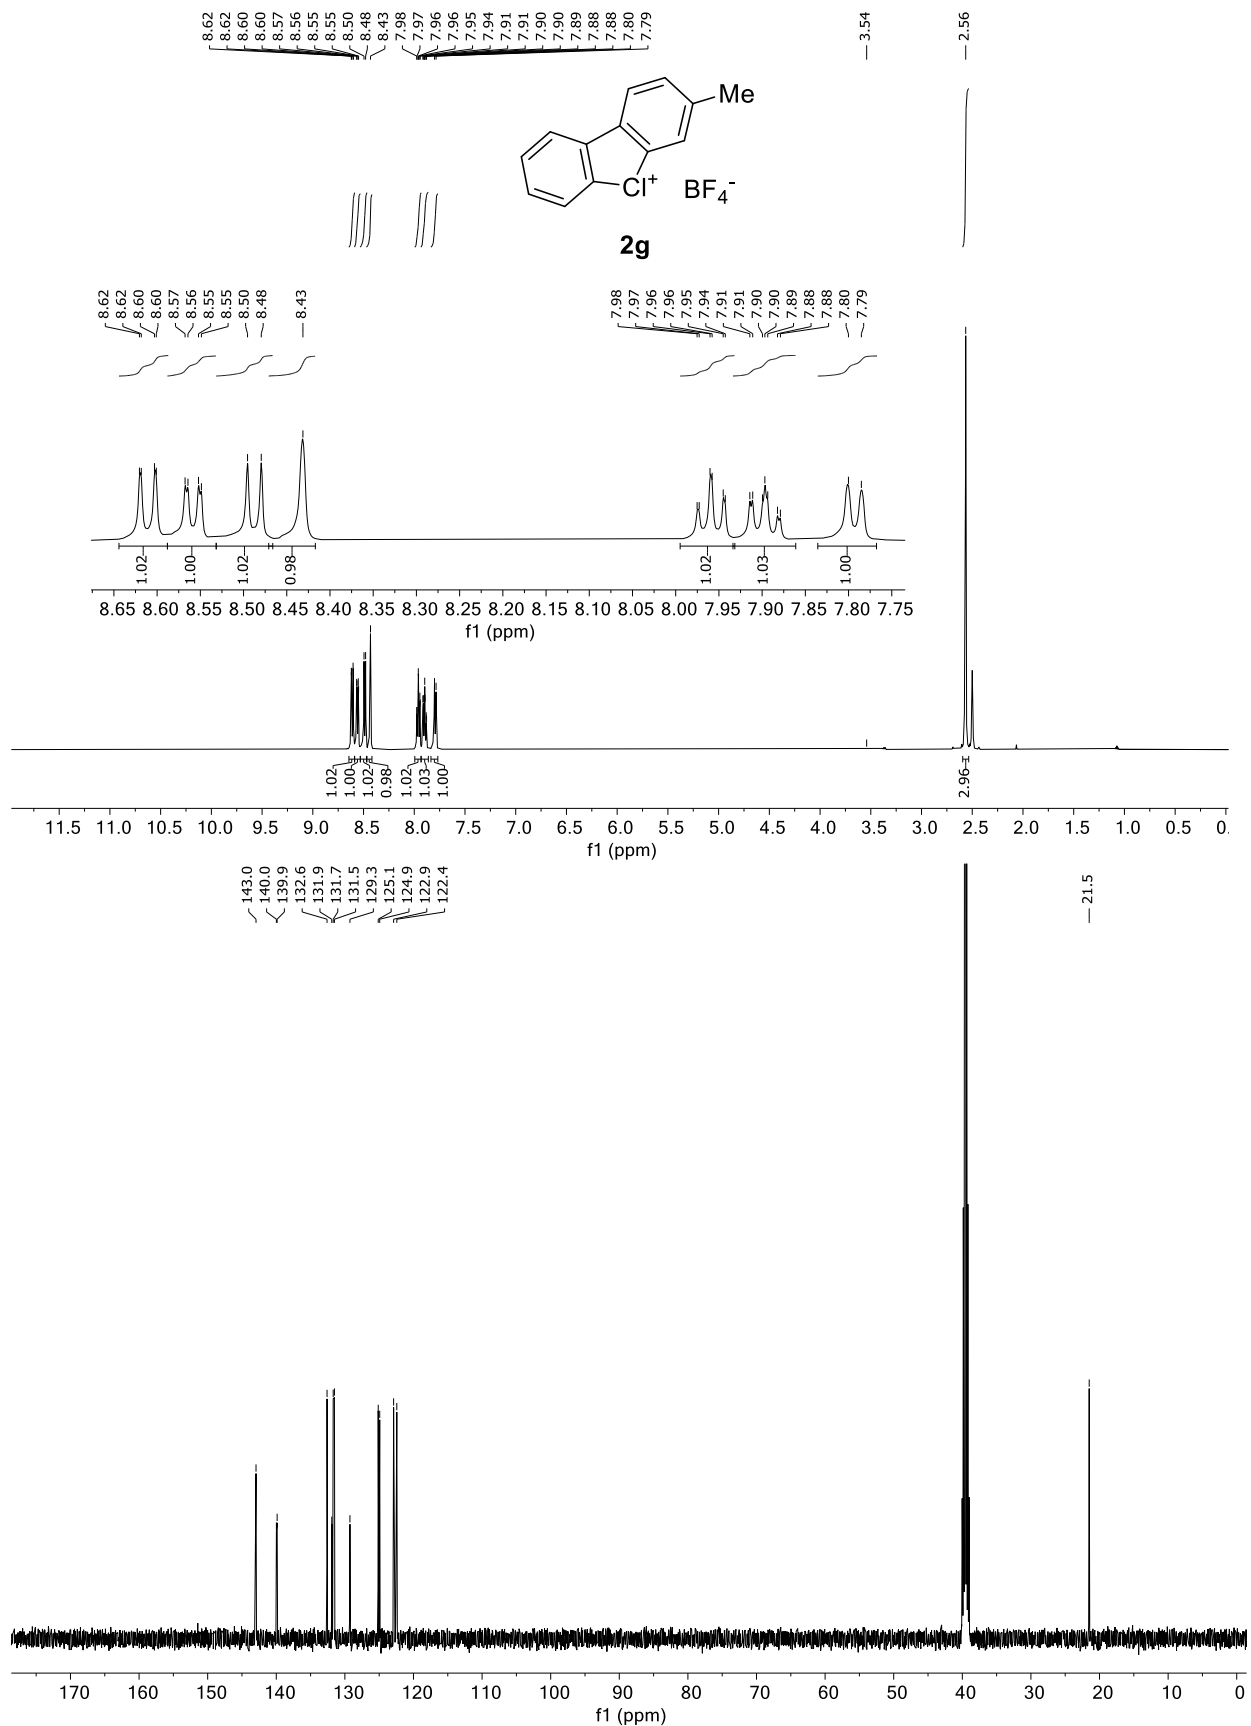 8.62 8.62 8.60 8.60 8.57 8.56 8.55 8.55 8.50 8.48 8.43 7.98 7.97 7.96 7.96 7.95 7.94 7.91 7.91 7.90 7.90 7.89 7.88 7.88 7.80 7.79 3.54 2.56
Me
Cl+ BF4-
2g
8.62 8.62 8.60 8.60 8.57 8.56 8.55 8.55 8.50 8.48 8.43 7.98 7.97 7.96 7.96 7.95 7.94 7.91 7.91 7.90 7.90 7.89 7.88 7.88 7.80 7.79
1.02 1.00 1.02 0.98 1.02 1.03 1.00
8.65 8.60 8.55 8.50 8.45 8.40 8.35 8.30 8.25 8.20 8.15 8.10 8.05 8.00 7.95 7.90 7.85 7.80 7.75
f1 (ppm)
1.02 1.00 1.02 0.98 1.02 1.03 1.00 2.96
11.5 11.0 10.5 10.0 9.5 9.0 8.5 8.0 7.5 7.0 6.5 6.0 5.5 5.0 4.5 4.0 3.5 3.0 2.5 2.0 1.5 1.0 0.5 0.
f1 (ppm)
143.0 140.0 139.9 132.6 131.9 131.7 131.5 129.3 125.1 124.9 122.9 122.4 21.5
170 160 150 140 130 120 110 100 90 80 70 60 50 40 30 20 10 0
f1 (ppm)